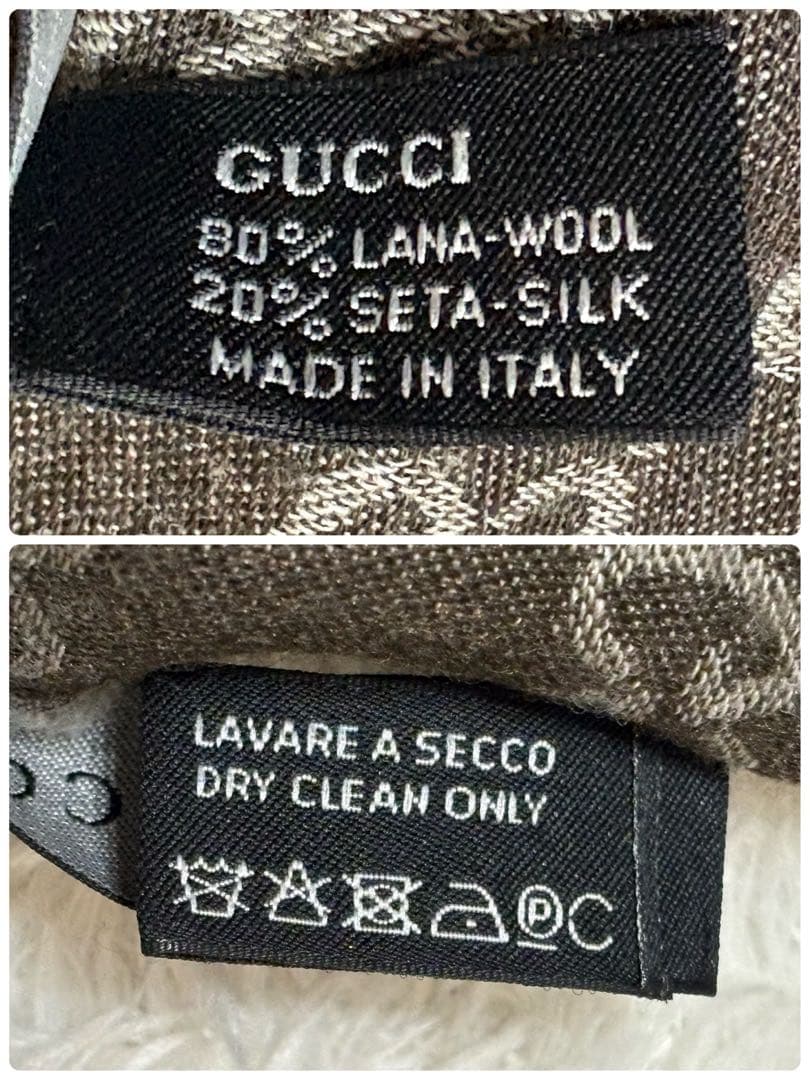 GUCCI
80% LANA-WOOL
20% SETA-SILK
MADE IN ITALY
LAVARE A SECCO
DRY CLEAN ONLY
P C